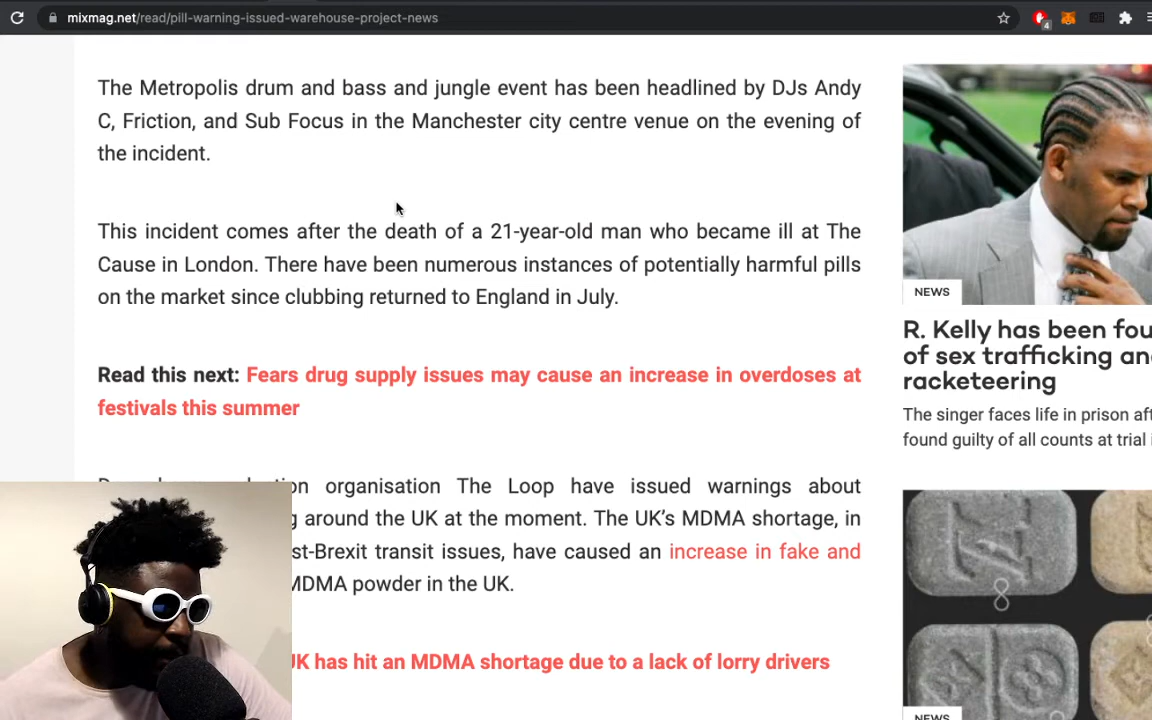 mixmag.net/read/pill-warning-issued-warehouse-project-news
4
The Metropolis drum and bass and jungle event has been headlined by DJs Andy
C, Friction, and Sub Focus in the Manchester city centre venue on the evening of
the incident.
This incident comes after the death of a 21-year-old man who became ill at The
Cause in London. There have been numerous instances of potentially harmful pills
on the market since clubbing returned to England in July.
Read this next: Fears drug supply issues may cause an increase in overdoses at
festivals this summer
organisation The Loop have issued warnings about
around the UK at the moment. The UK's MDMA shortage, in
st-Brexit transit issues, have caused an increase in fake and
MDMA powder in the UK.
UK has hit an MDMA shortage due to a lack of lorry drivers
NEWS
R. Kelly has been fou
of sex trafficking an
racketeering
The singer faces life in prison aft
found guilty of all counts at trial
NEWS